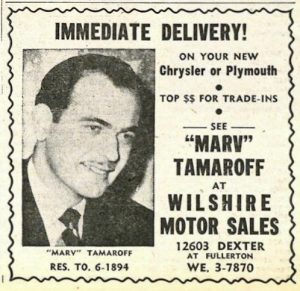 IMMEDIATE DELIVERY!
ON YOUR NEW
Chrysler or Plymouth
•
TOP $$ FOR TRADE-INS
•
— SEE —
"MARV"
TAMAROFF
AT
WILSHIRE
MOTOR SALES
12603 DEXTER
AT FULLERTON
WE. 3-7870
"MARV" TAMAROFF
RES. TO. 6-1894